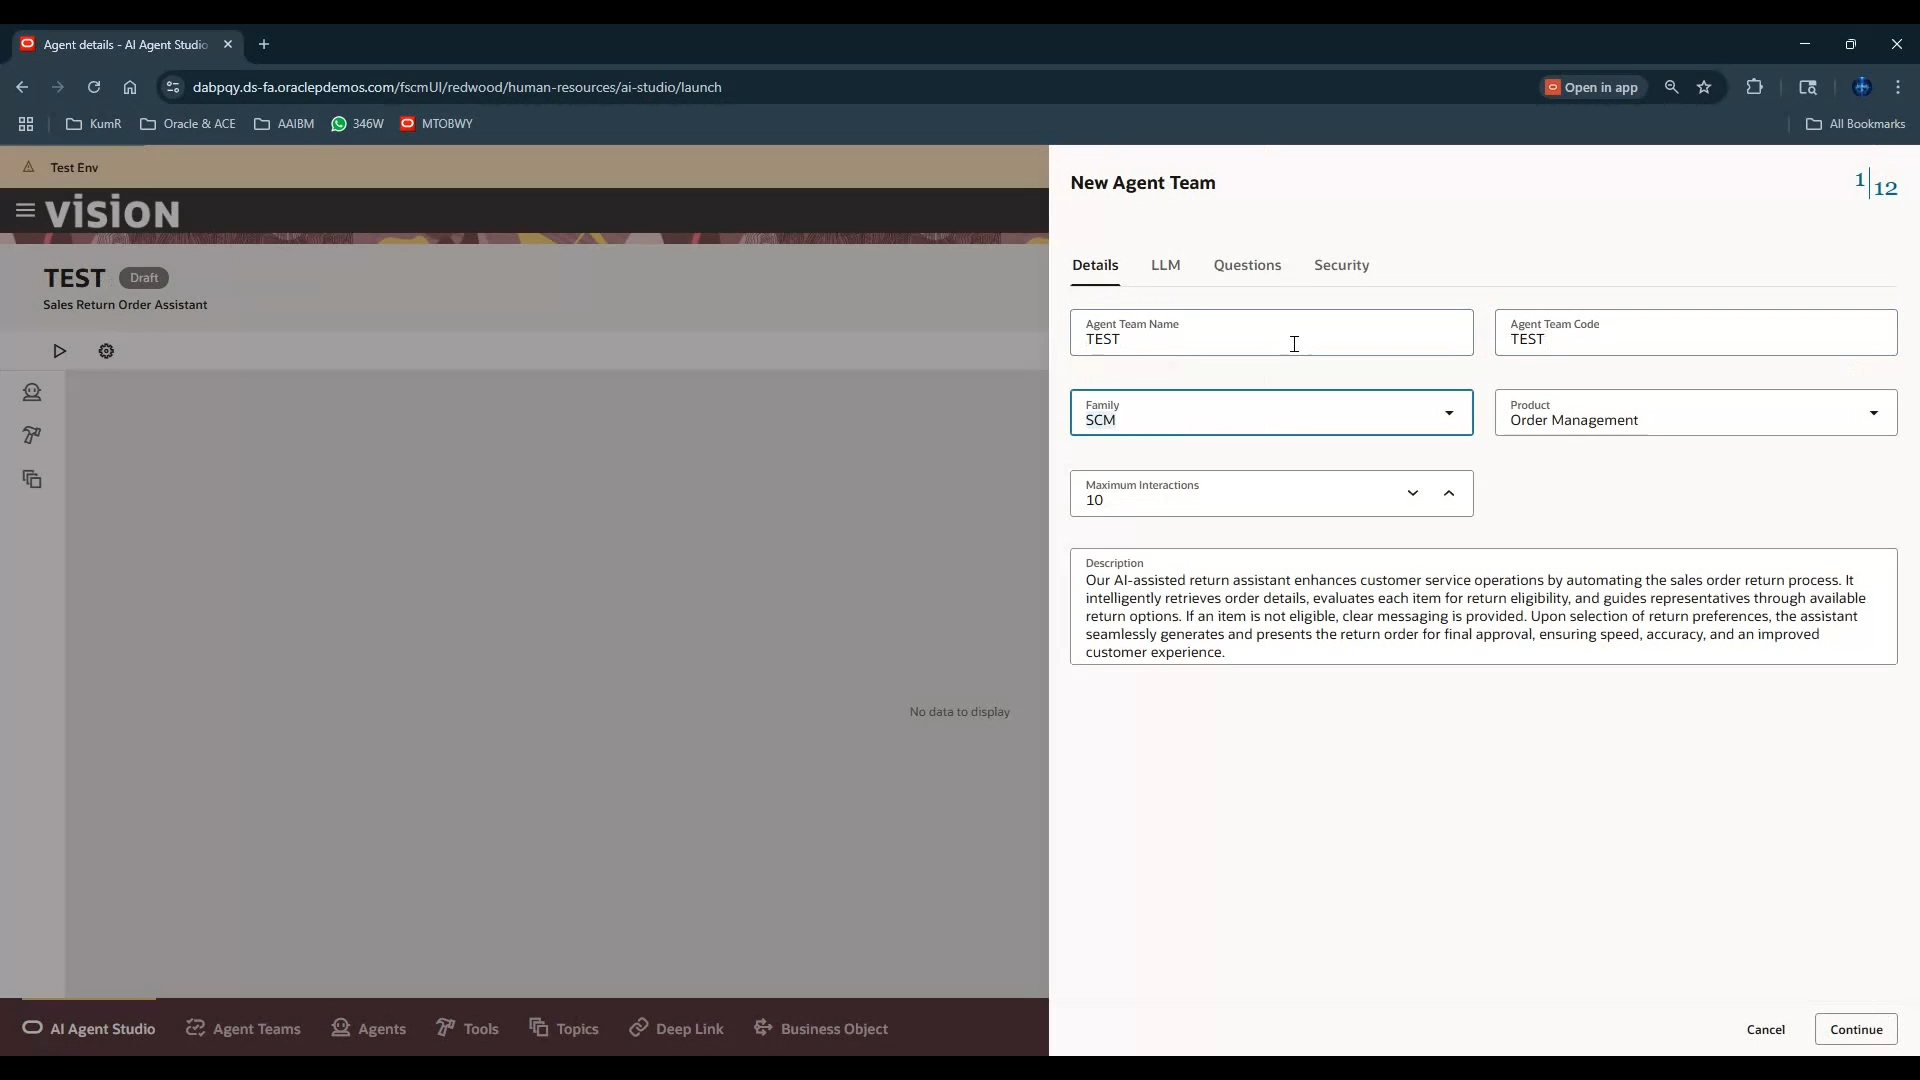 Agent details - AI Agent Studio
dabpqy.ds-fa.oraclepdemos.com/fscmUI/redwood/human-resources/ai-studio/launch
Open in app
KumR
Oracle & ACE
AAIBM
346W
MTOBWY
All Bookmarks
Test Env
vision
TEST Draft
Sales Return Order Assistant
No data to display
AI Agent Studio
Agent Teams
Agents
Tools
Topics
Deep Link
Business Object
New Agent Team
1|12
Details
LLM
Questions
Security
Agent Team Name
TEST
Agent Team Code
TEST
Family
SCM
Product
Order Management
Maximum Interactions
10
Description
Our AI-assisted return assistant enhances customer service operations by automating the sales order return process. It
intelligently retrieves order details, evaluates each item for return eligibility, and guides representatives through available
return options. If an item is not eligible, clear messaging is provided. Upon selection of return preferences, the assistant
seamlessly generates and presents the return order for final approval, ensuring speed, accuracy, and an improved
customer experience.
Cancel
Continue